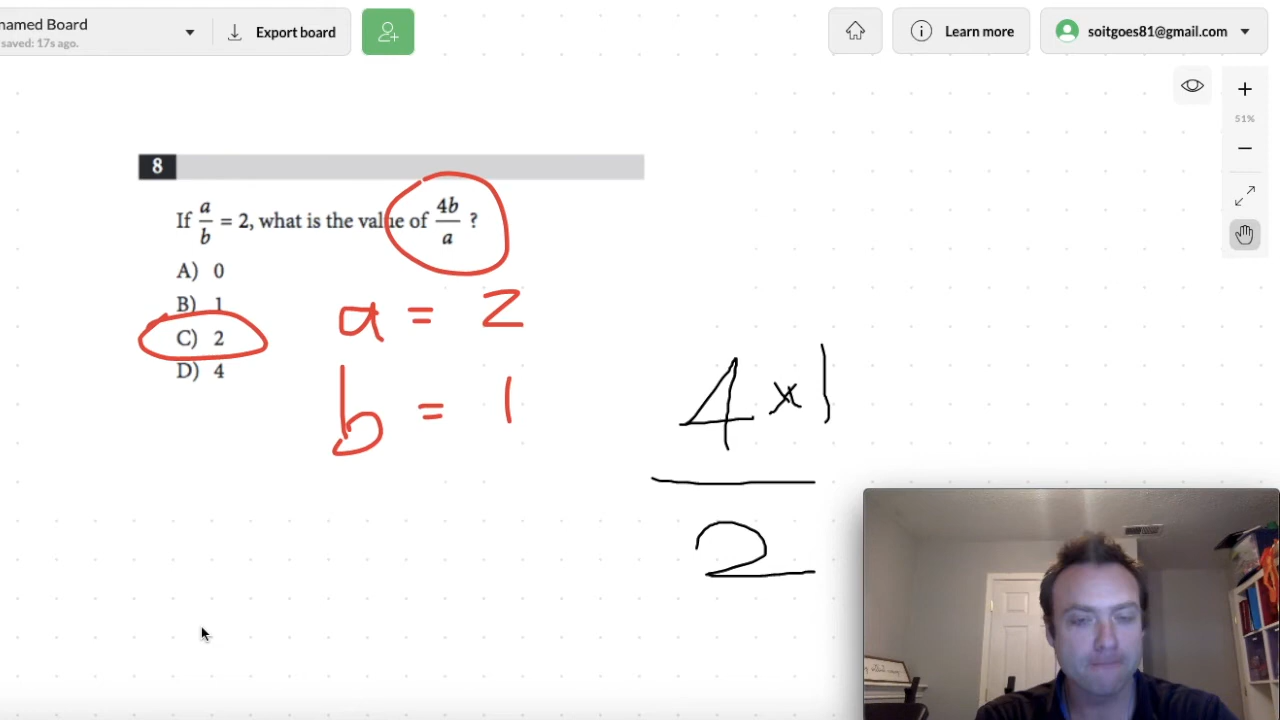 named Board
saved: 17s ago.
Export board
Learn more
soitgoes81@gmail.com
51%
8
If a/b = 2, what is the value of 4b/a ?
A) 0
B) 1
C) 2
D) 4
a = 2
b = 1
4 x 1
2